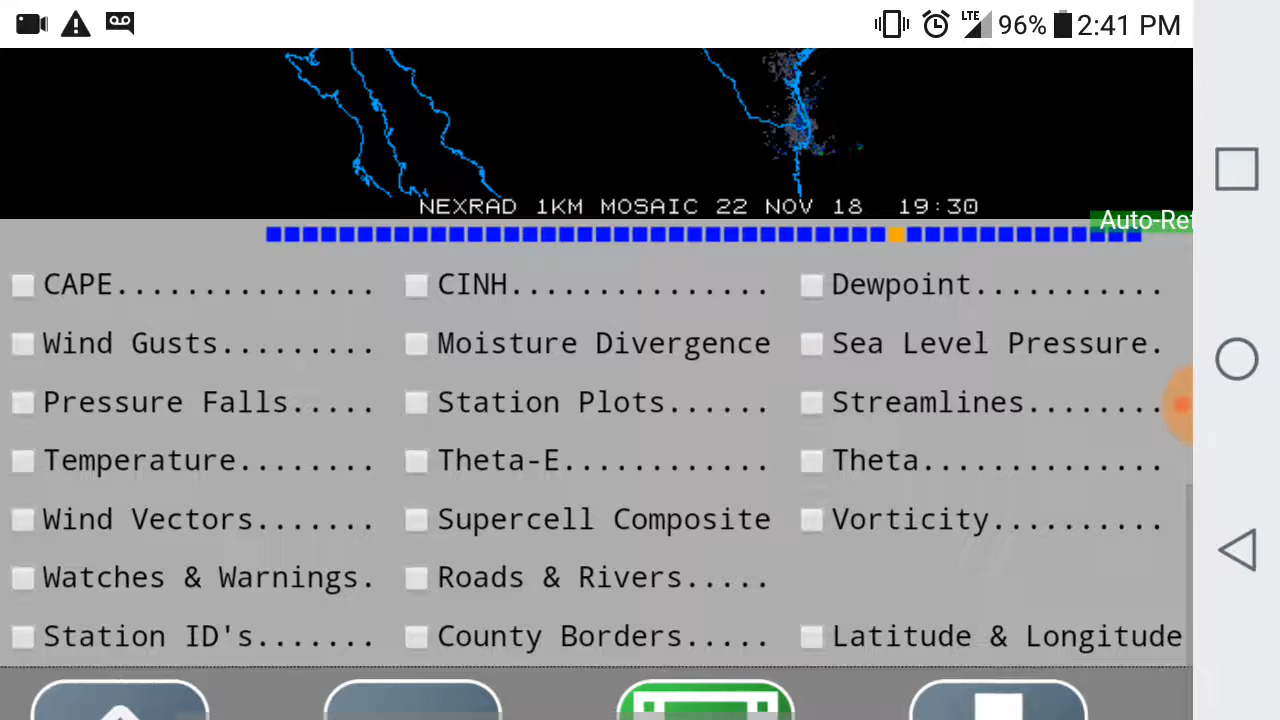 LTE 96% 2:41 PM
NEXRAD 1KM MOSAIC 22 NOV 18 19:30
Auto-Ref
CAPE............... CINH............... Dewpoint...........
Wind Gusts......... Moisture Divergence Sea Level Pressure.
Pressure Falls..... Station Plots...... Streamlines........
Temperature........ Theta-E............ Theta..............
Wind Vectors....... Supercell Composite Vorticity..........
Watches & Warnings. Roads & Rivers.....
Station ID's....... County Borders..... Latitude & Longitude